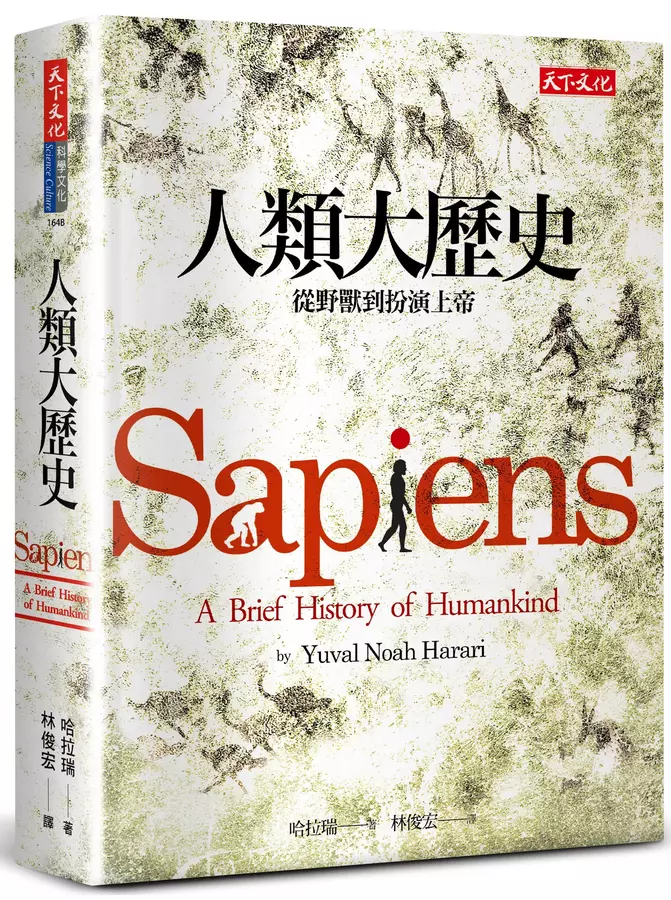 天下文化
科學文化
Science Culture
164B
人類大歷史
Sapiens
A Brief History
of Humankind
哈拉瑞──著
林俊宏──譯
天下文化
人類大歷史
從野獸到扮演上帝
Sapiens
A Brief History of Humankind
by Yuval Noah Harari
哈拉瑞──著 林俊宏──譯